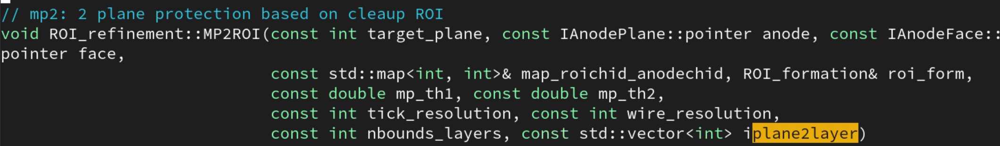 // mp2: 2 plane protection based on cleaup ROI
void ROI_refinement::MP2ROI(const int target_plane, const IAnodePlane::pointer anode, const IAnodeFace::
pointer face,
const std::map<int, int>& map_roichid_anodechid, ROI_formation& roi_form,
const double mp_th1, const double mp_th2,
const int tick_resolution, const int wire_resolution,
const int nbounds_layers, const std::vector<int> iplane2layer)